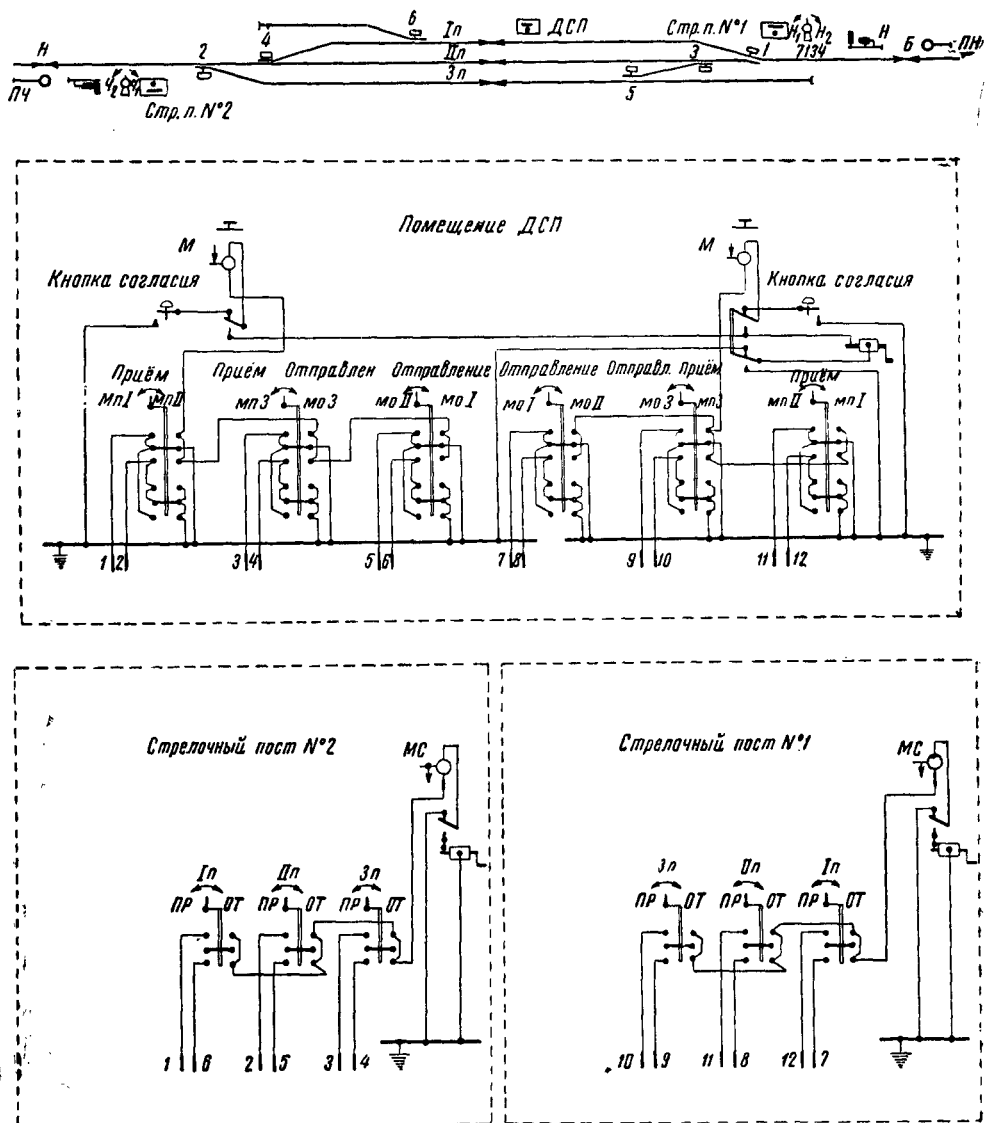 6 Iп ДСП Стр.п. №1 Н₁ Н₂ Н
4 7134 Б ПН
Н 2 IIп 3 1
3п 5
ПЧ Ч₂
Стр. п. №2
Помещение ДСП
М М
Кнопка согласия Кнопка согласия
Приём Приём Отправлен Отправление Отправление Отправл. Приём Приём
мпI мпII мп3 мо3 моII моI моI моII мо3 мп3 мпII мпI
1 2 3 4 5 6 7 8 9 10 11 12
Стрелочный пост №2
МС
Iп IIп 3п
ПР ОТ ПР ОТ ПР ОТ
1 6 2 5 3 4
Стрелочный пост №1
МС
3п IIп Iп
ПР ОТ ПР ОТ ПР ОТ
10 9 11 8 12 7